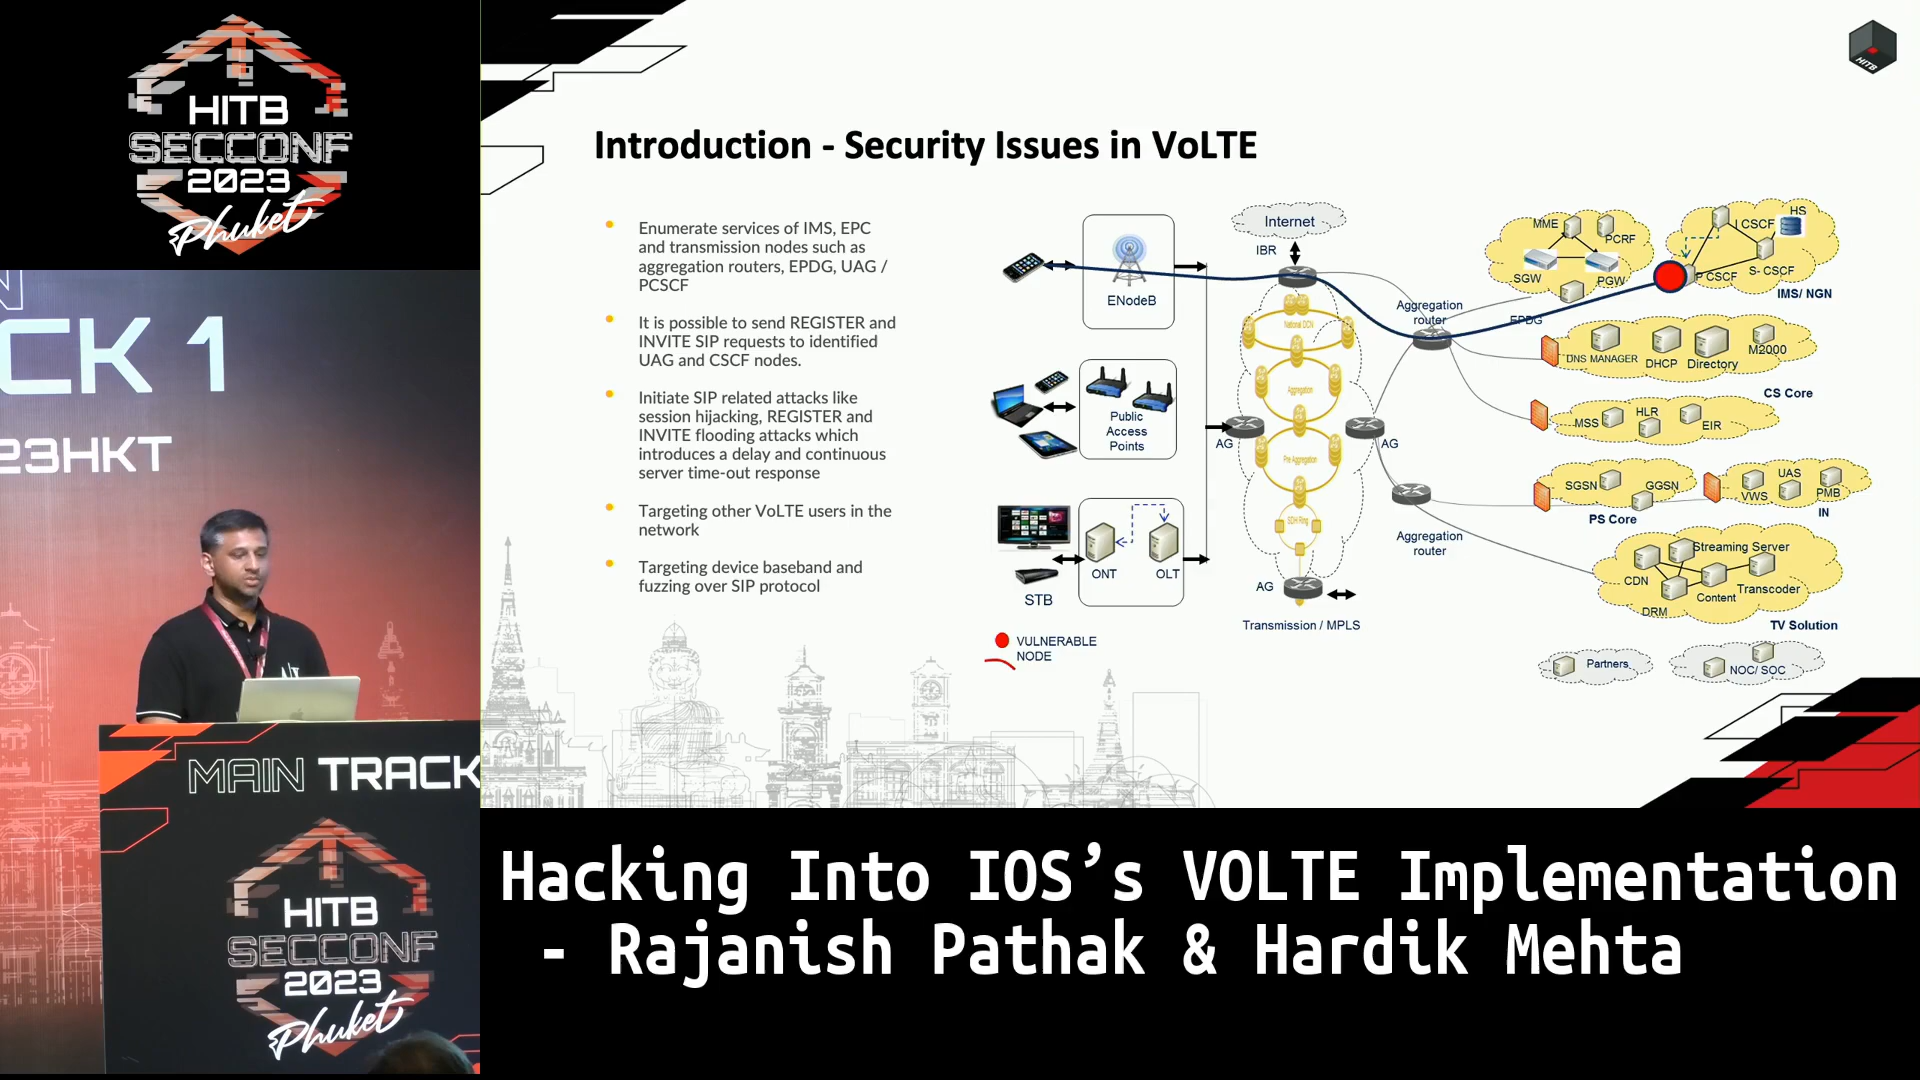 HITB
SECCONF
2023
Phuket
CK 1
23HKT
MAIN TRACK
HITB
SECCONF
2023
Phuket
HITB
Introduction - Security Issues in VoLTE
Enumerate services of IMS, EPC
and transmission nodes such as
aggregation routers, EPDG, UAG /
PCSCF
It is possible to send REGISTER and
INVITE SIP requests to identified
UAG and CSCF nodes.
Initiate SIP related attacks like
session hijacking, REGISTER and
INVITE flooding attacks which
introduces a delay and continuous
server time-out response
Targeting other VoLTE users in the
network
Targeting device baseband and
fuzzing over SIP protocol
ENodeB
Public
Access
Points
ONT
OLT
STB
VULNERABLE
NODE
Internet
IBR
National DCN
Aggregation
AG
AG
Pre Aggregation
SDH Ring
AG
Transmission / MPLS
Aggregation
router
Aggregation
router
MME
PCRF
SGW
PGW
EPDG
I CSCF
HS
P CSCF
S- CSCF
IMS/ NGN
DNS MANAGER
DHCP
Directory
M2000
CS Core
MSS
HLR
EIR
SGSN
GGSN
PS Core
VWS
UAS
PMB
IN
Streaming Server
CDN
Content
Transcoder
DRM
TV Solution
Partners
NOC/ SOC
Hacking Into IOS’s VOLTE Implementation
- Rajanish Pathak & Hardik Mehta